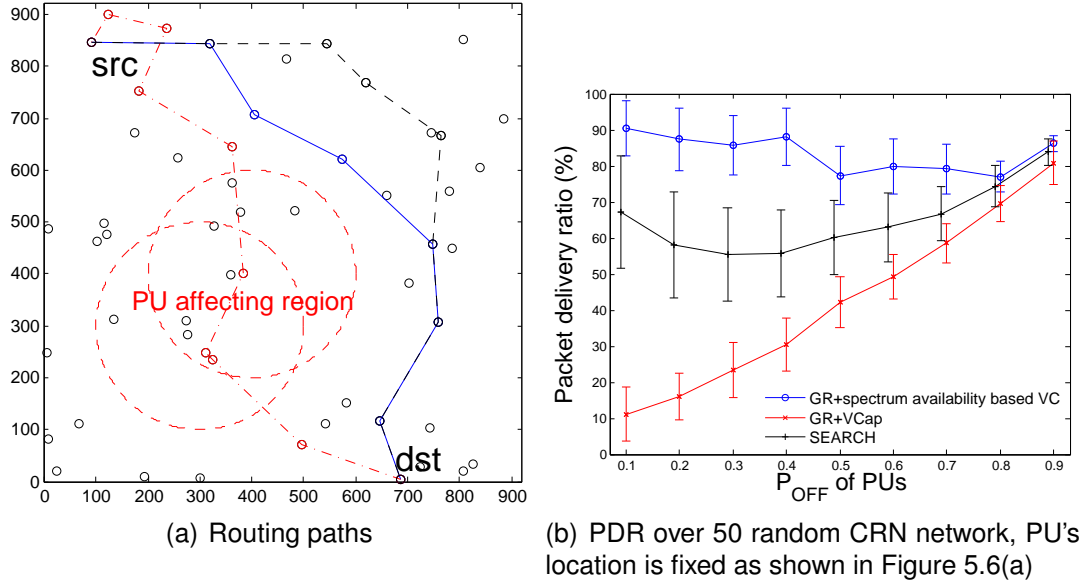 900
800
700
600
500
400
300
200
100
0
0 100 200 300 400 500 600 700 800 900
src
PU affecting region
dst
(a) Routing paths
Packet delivery ratio (%)
100
90
80
70
60
50
40
30
20
10
0
GR+spectrum availability based VC
GR+VCap
SEARCH
0.1 0.2 0.3 0.4 0.5 0.6 0.7 0.8 0.9
P_OFF of PUs
(b) PDR over 50 random CRN network, PU's
location is fixed as shown in Figure 5.6(a)